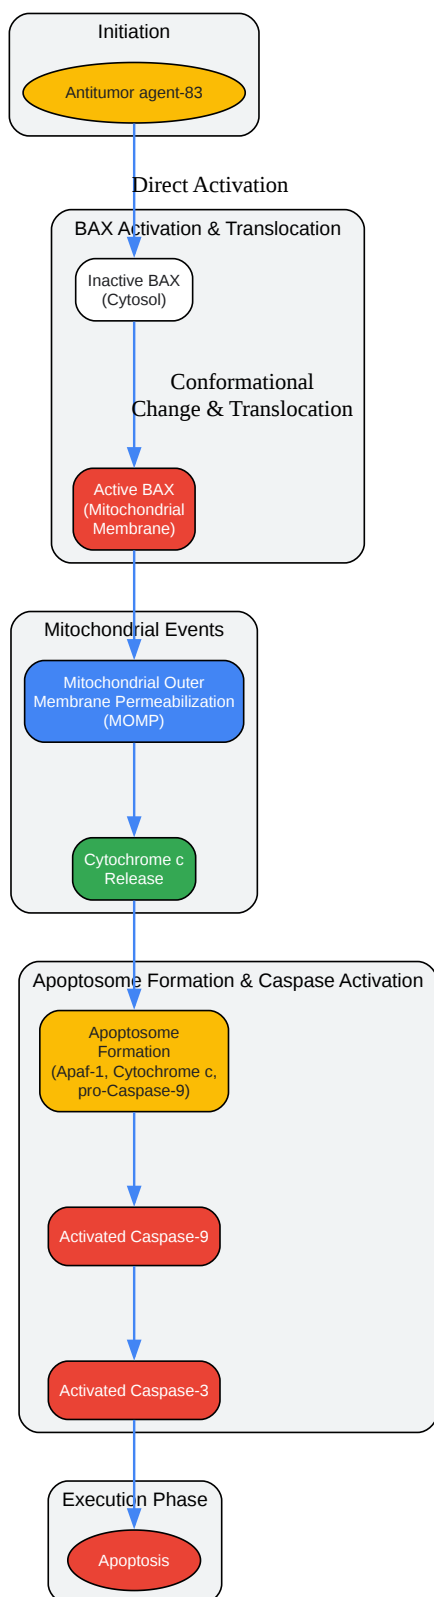 Initiation
Antitumor agent-83
Direct Activation
BAX Activation & Translocation
Inactive BAX
(Cytosol)
Conformational
Change & Translocation
Active BAX
(Mitochondrial
Membrane)
Mitochondrial Events
Mitochondrial Outer
Membrane Permeabilization
(MOMP)
Cytochrome c
Release
Apoptosome Formation & Caspase Activation
Apoptosome
Formation
(Apaf-1, Cytochrome c,
pro-Caspase-9)
Activated Caspase-9
Activated Caspase-3
Execution Phase
Apoptosis